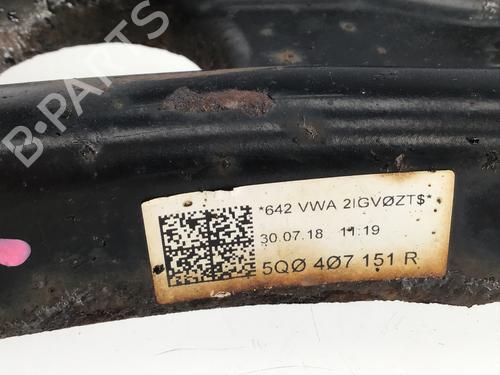 B-PARTS
*642 VWA 2IGVØZT$*
30.07.18 11:19
5QØ 4Ø7 151 R